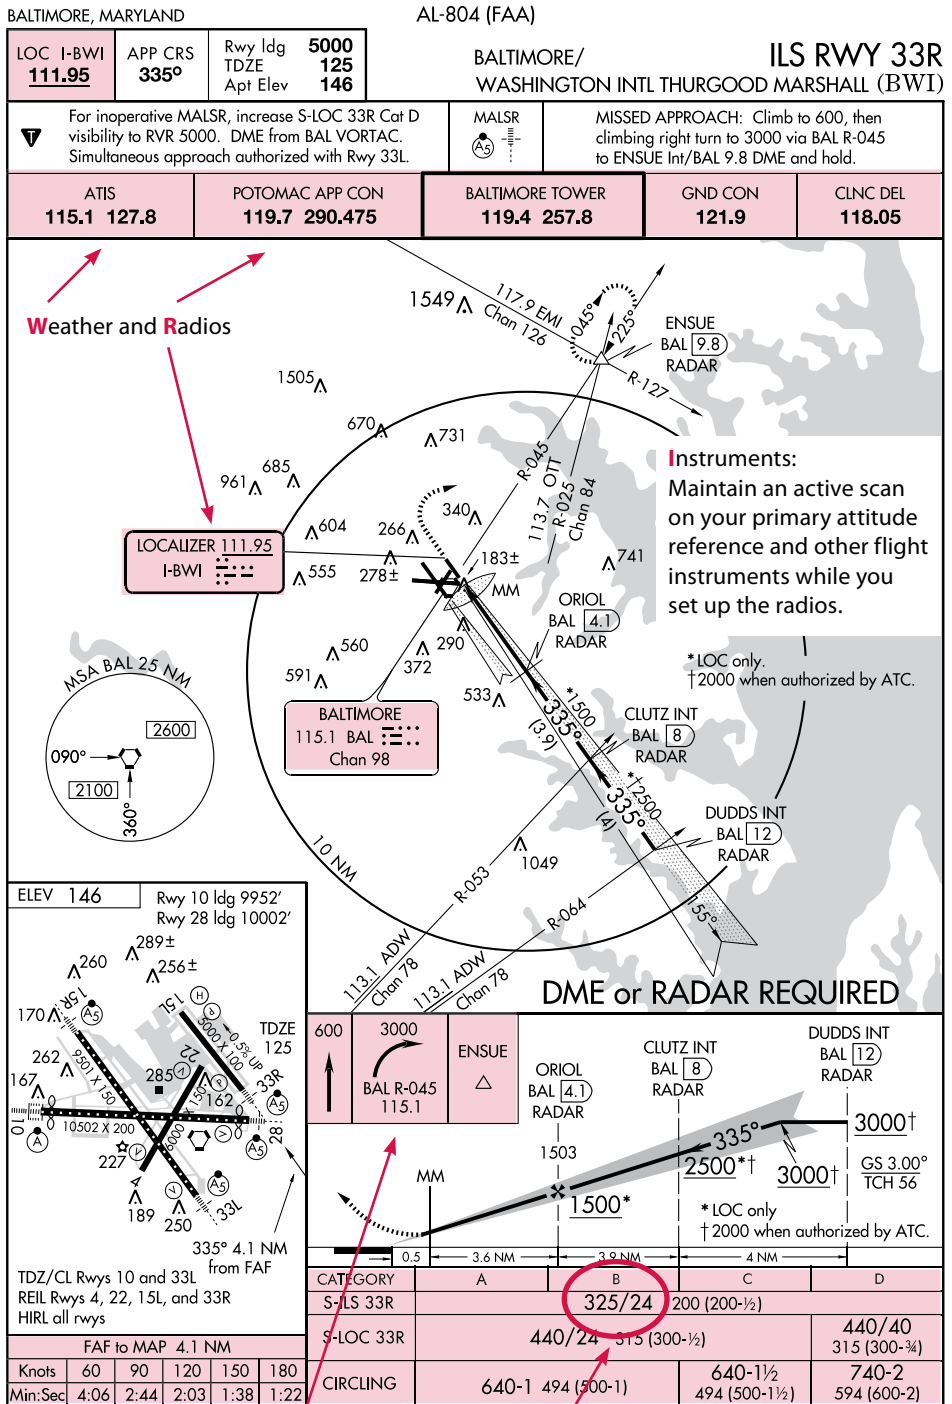 BALTIMORE, MARYLAND
AL-804 (FAA)
LOC I-BWI
111.95
APP CRS
335°
Rwy ldg 5000
TDZE 125
Apt Elev 146
BALTIMORE/
WASHINGTON INTL THURGOOD MARSHALL (BWI)
ILS RWY 33R
T
For inoperative MALSR, increase S-LOC 33R Cat D
visibility to RVR 5000. DME from BAL VORTAC.
Simultaneous approach authorized with Rwy 33L.
MALSR
A5
MISSED APPROACH: Climb to 600, then
climbing right turn to 3000 via BAL R-045
to ENSUE Int/BAL 9.8 DME and hold.
ATIS
115.1 127.8
POTOMAC APP CON
119.7 290.475
BALTIMORE TOWER
119.4 257.8
GND CON
121.9
CLNC DEL
118.05
Weather and Radios
1549
117.9 EMI
Chan 126
045°
225°
ENSUE
BAL 9.8
RADAR
R-127
1505
670
731
R-045
113.7 OTT
R-025
Chan 84
Instruments:
Maintain an active scan
on your primary attitude
reference and other flight
instruments while you
set up the radios.
961
685
604
266
340
LOCALIZER 111.95
I-BWI
555
278±
183±
741
MM
ORIOL
BAL 4.1
RADAR
560
372
290
591
533
*LOC only.
†2000 when authorized by ATC.
MSA BAL 25 NM
2600
090°
2100
360°
BALTIMORE
115.1 BAL
Chan 98
*1500
335°
(3.9)
CLUTZ INT
BAL 8
RADAR
*†2500
335°
(4)
DUDDS INT
BAL 12
RADAR
1049
10 NM
R-053
R-064
155°
113.1 ADW
Chan 78
113.1 ADW
Chan 78
DME or RADAR REQUIRED
ELEV 146
Rwy 10 ldg 9952'
Rwy 28 ldg 10002'
289±
260
256±
170
15R
A5
15L
H
P
5000 X 100
0.5% UP
TDZE
125
262
9501 X 150
22
285
V
P
162
33R
A5
167
10
A
10502 X 200
6000 X 150
V
28
A5
227
V
4
V
A5
189
250
33L
335° 4.1 NM
from FAF
TDZ/CL Rwys 10 and 33L
REIL Rwys 4, 22, 15L, and 33R
HIRL all rwys
FAF to MAP 4.1 NM
Knots 60 90 120 150 180
Min:Sec 4:06 2:44 2:03 1:38 1:22
600
3000
BAL R-045
115.1
ENSUE
ORIOL
BAL 4.1
RADAR
CLUTZ INT
BAL 8
RADAR
DUDDS INT
BAL 12
RADAR
1503
MM
335°
3000†
2500*†
3000†
GS 3.00°
TCH 56
1500*
* LOC only
†2000 when authorized by ATC.
0.5
3.6 NM
3.9 NM
4 NM
CATEGORY A B C D
S-ILS 33R 325/24 200 (200-½)
S-LOC 33R 440/24 315 (300-½) 440/40 315 (300-¾)
CIRCLING 640-1 494 (500-1) 640-1½ 494 (500-1½) 740-2 594 (600-2)